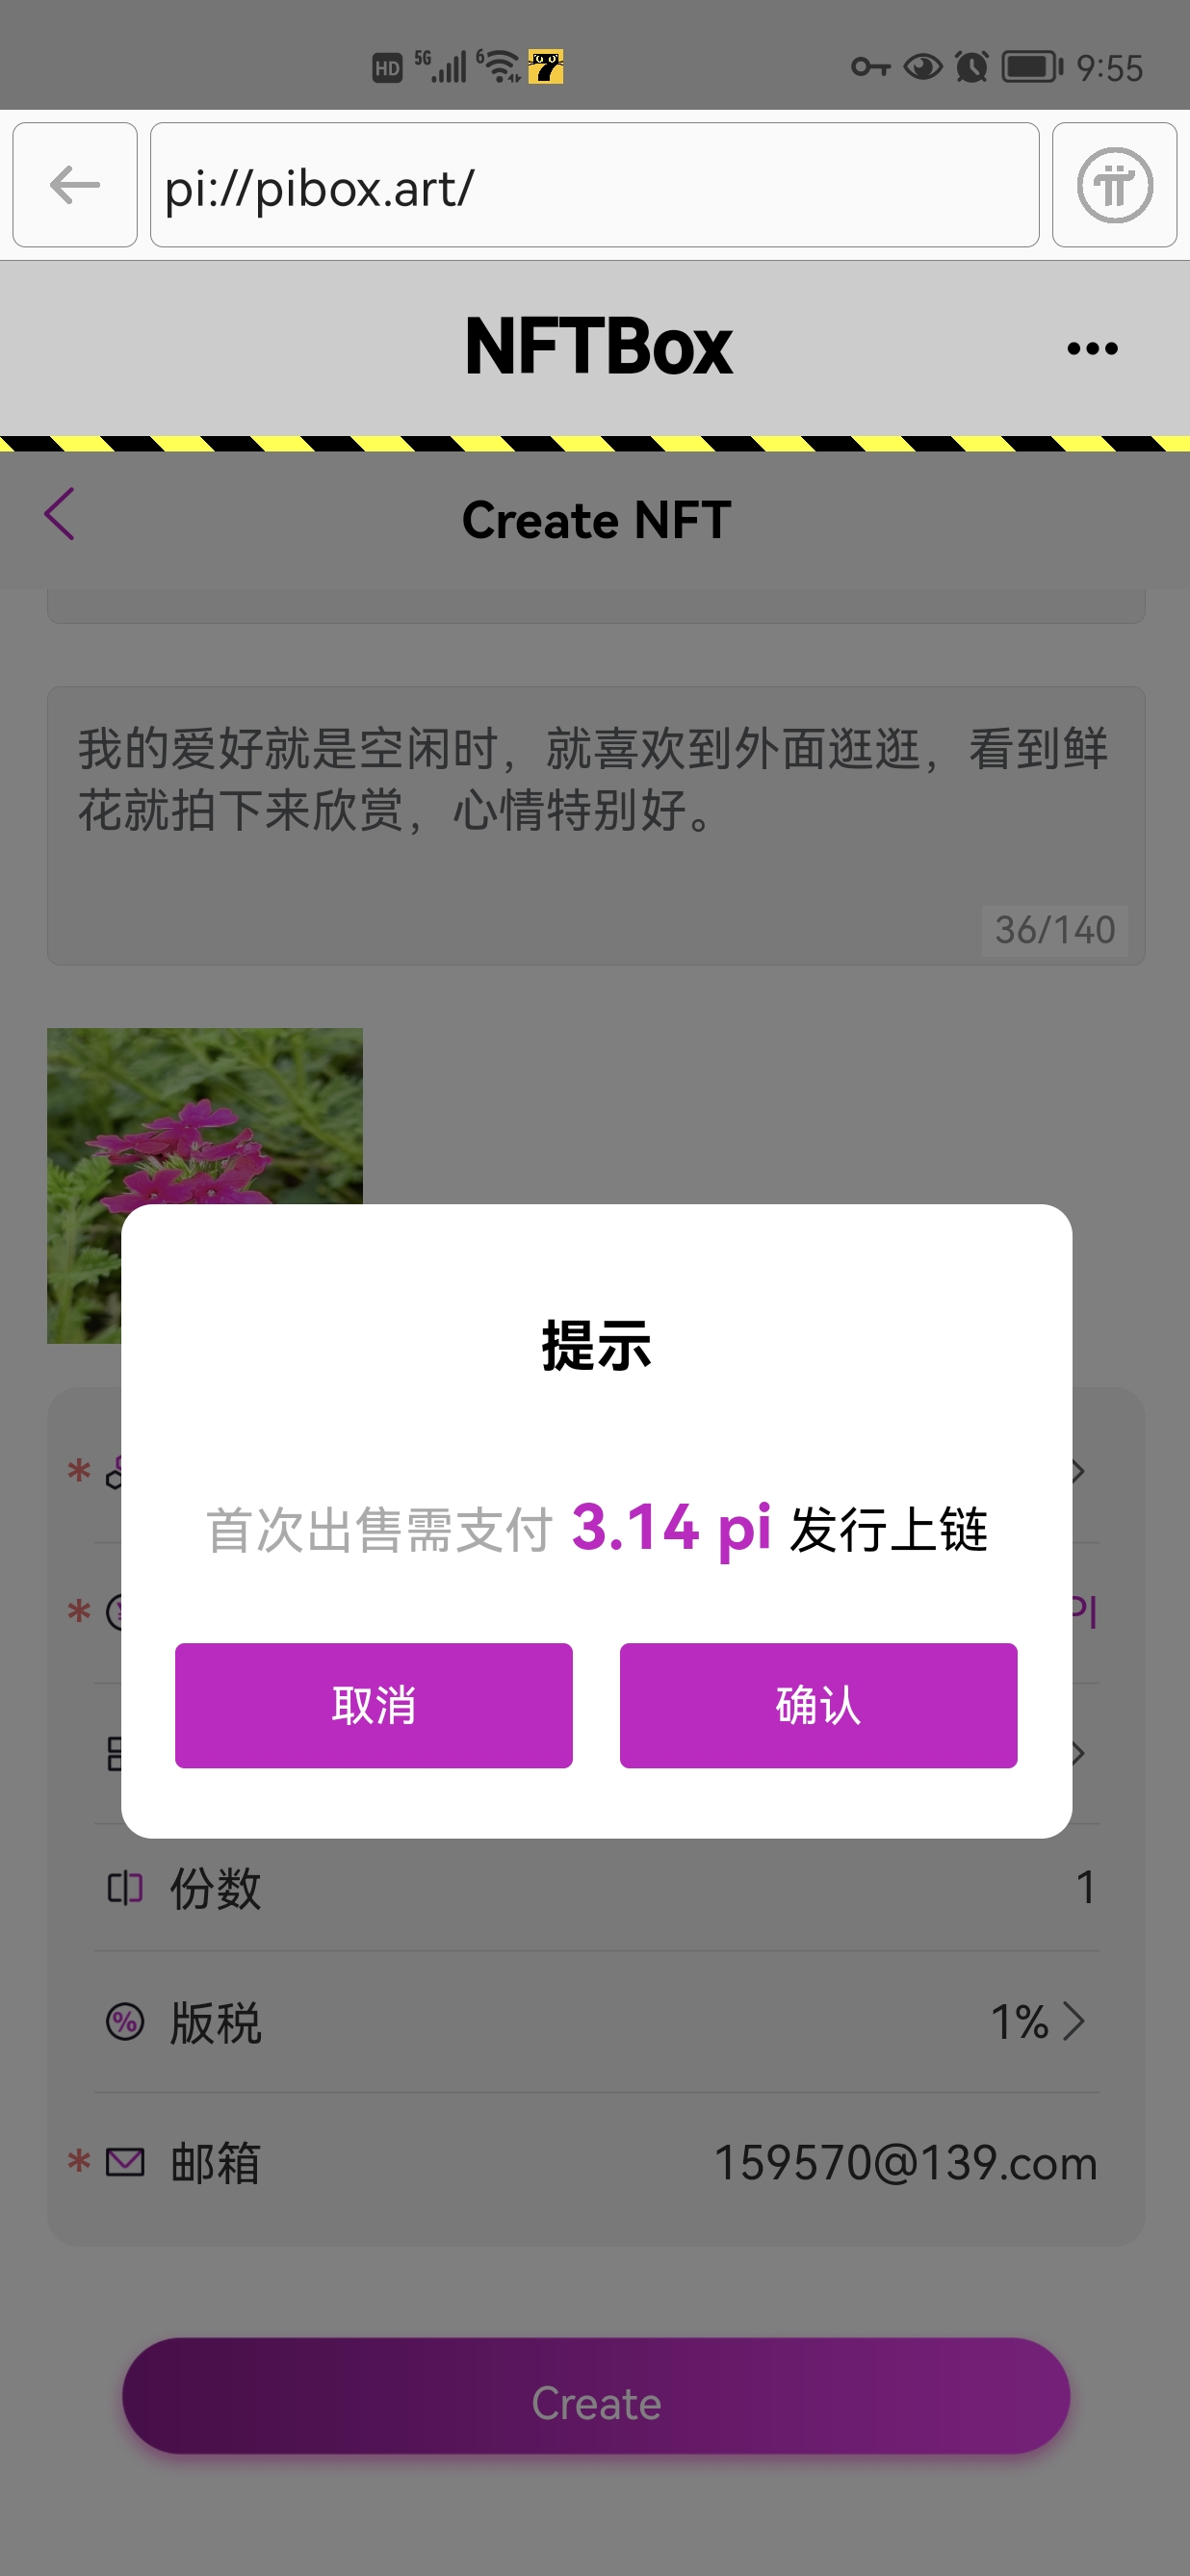 HD 5G 6 9:55
pi://pibox.art/
NFTBox
Create NFT
我的爱好就是空闲时，就喜欢到外面逛逛，看到鲜
花就拍下来欣赏，心情特别好。
36/140
提示
首次出售需支付 3.14 pi 发行上链
PI
取消 确认
份数 1
% 版税 1%
* 邮箱 159570@139.com
Create